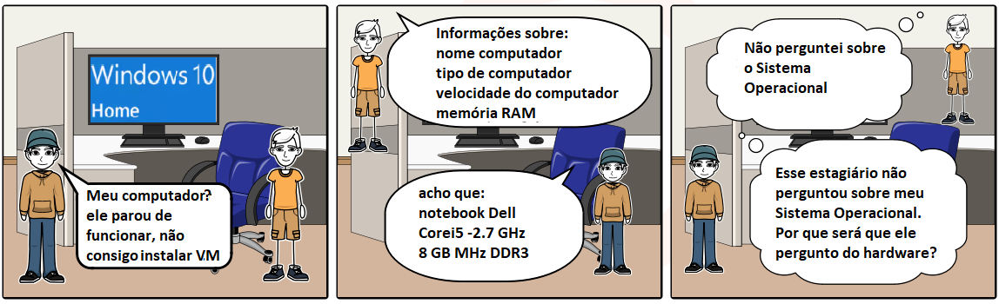 Windows 10
Home
Meu computador?
ele parou de
funcionar, não
consigo instalar VM
Informações sobre:
nome computador
tipo de computador
velocidade do computador
memória RAM
acho que:
notebook Dell
Corei5 -2.7 GHz
8 GB MHz DDR3
Não perguntei sobre
o Sistema
Operacional
Esse estagiário não
perguntou sobre meu
Sistema Operacional.
Por que será que ele
pergunto do hardware?